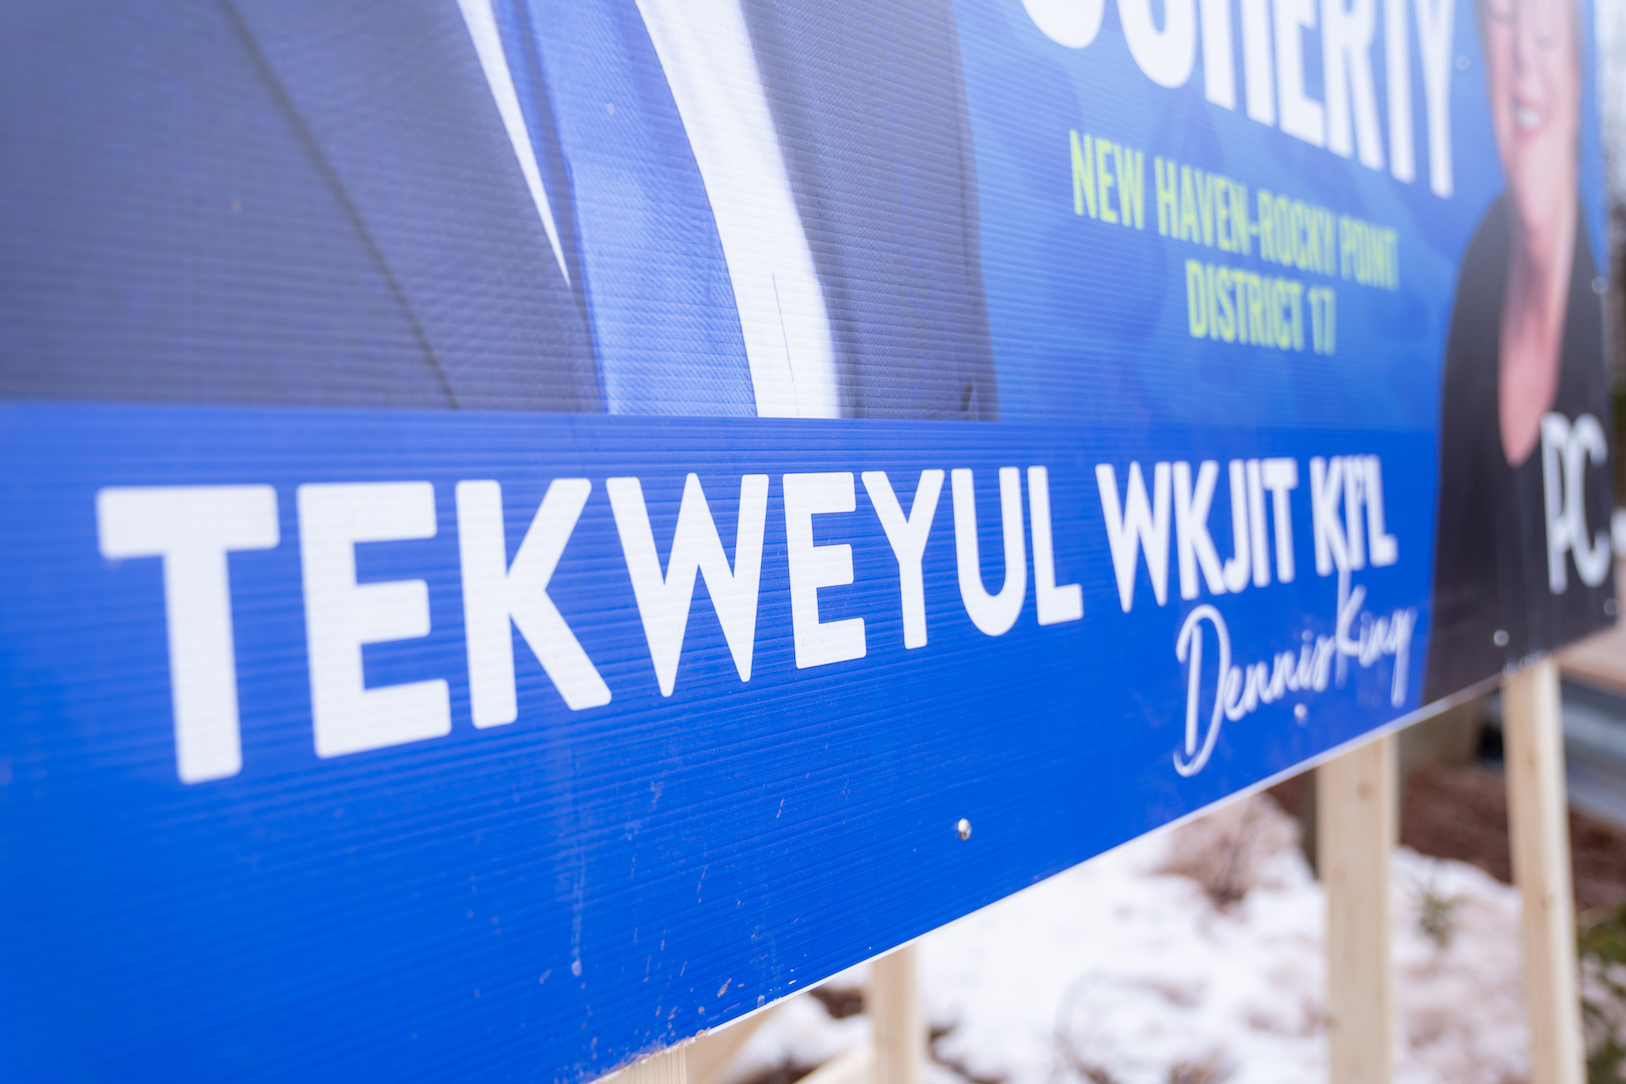 NEW HAVEN-ROCKY POINT
DISTRICT 17
TEKWEYUL WKJIT KI'L
Dennis King
PC